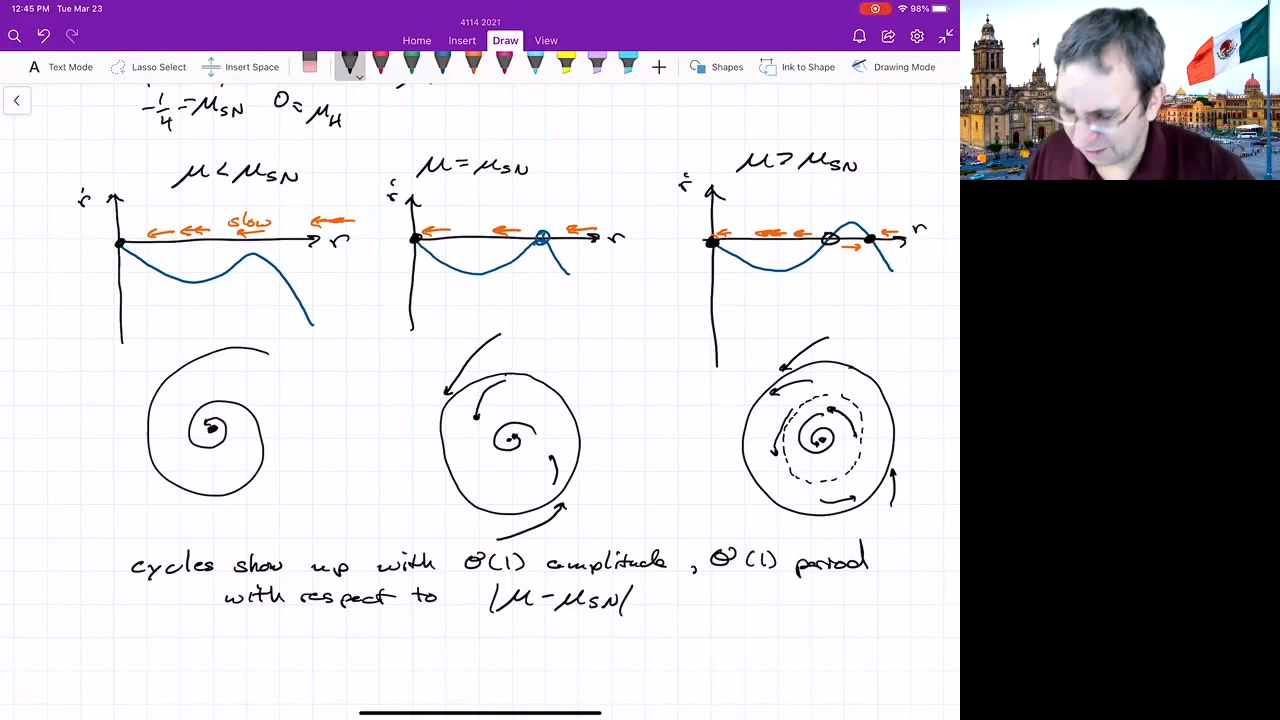 12:45 PM Tue Mar 23
98%
4114 2021
Home Insert Draw View
Text Mode Lasso Select Insert Space Shapes Ink to Shape Drawing Mode
-1/4 = μSN 0 = μH
μ < μSN μ = μSN μ > μSN
ṙ slow r ṙ r ṙ r
cycles show up with O(1) amplitude, O(1) period
with respect to |μ - μSN|